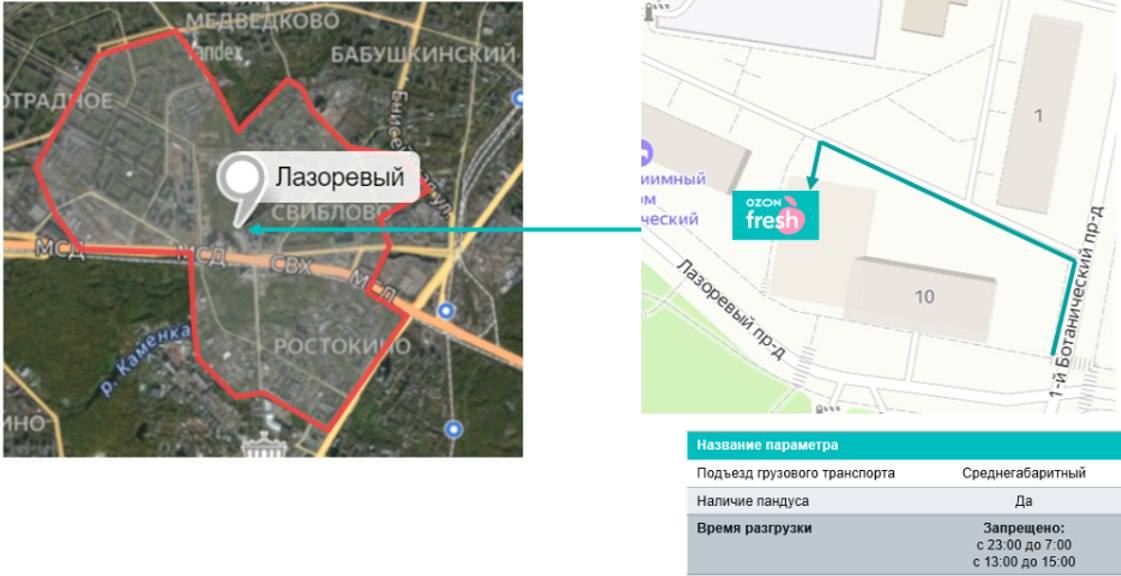 МЕДВЕДКОВО
Yandex
БАБУШКИНСКИЙ
ОТРАДНОЕ
Лазоревый
СВИБЛОВО
МСД
МСД
СВХ
МСД
РОСТОКИНО
р. Каменка
1
ozon
fresh
10
Лазоревый пр-д
1-й Ботанический пр-д
Название параметра
Подъезд грузового транспорта Среднегабаритный
Наличие пандуса Да
Время разгрузки Запрещено:
с 23:00 до 7:00
с 13:00 до 15:00